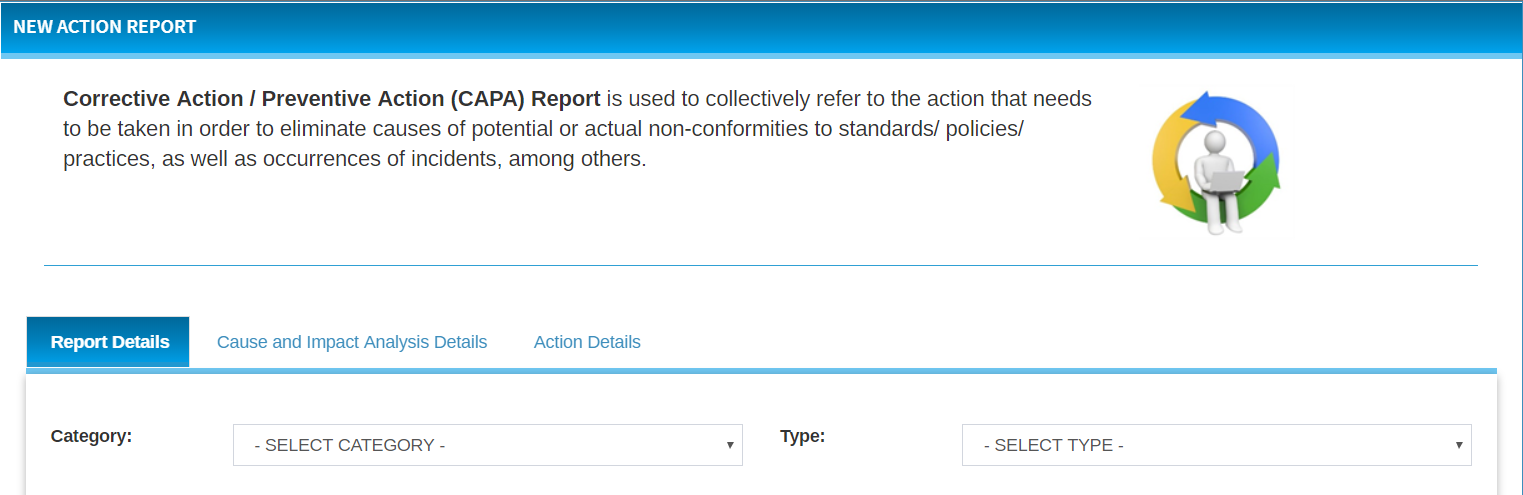 NEW ACTION REPORT
Corrective Action / Preventive Action (CAPA) Report is used to collectively refer to the action that needs
to be taken in order to eliminate causes of potential or actual non-conformities to standards/ policies/
practices, as well as occurrences of incidents, among others.
Report Details Cause and Impact Analysis Details Action Details
Category: - SELECT CATEGORY - Type: - SELECT TYPE -